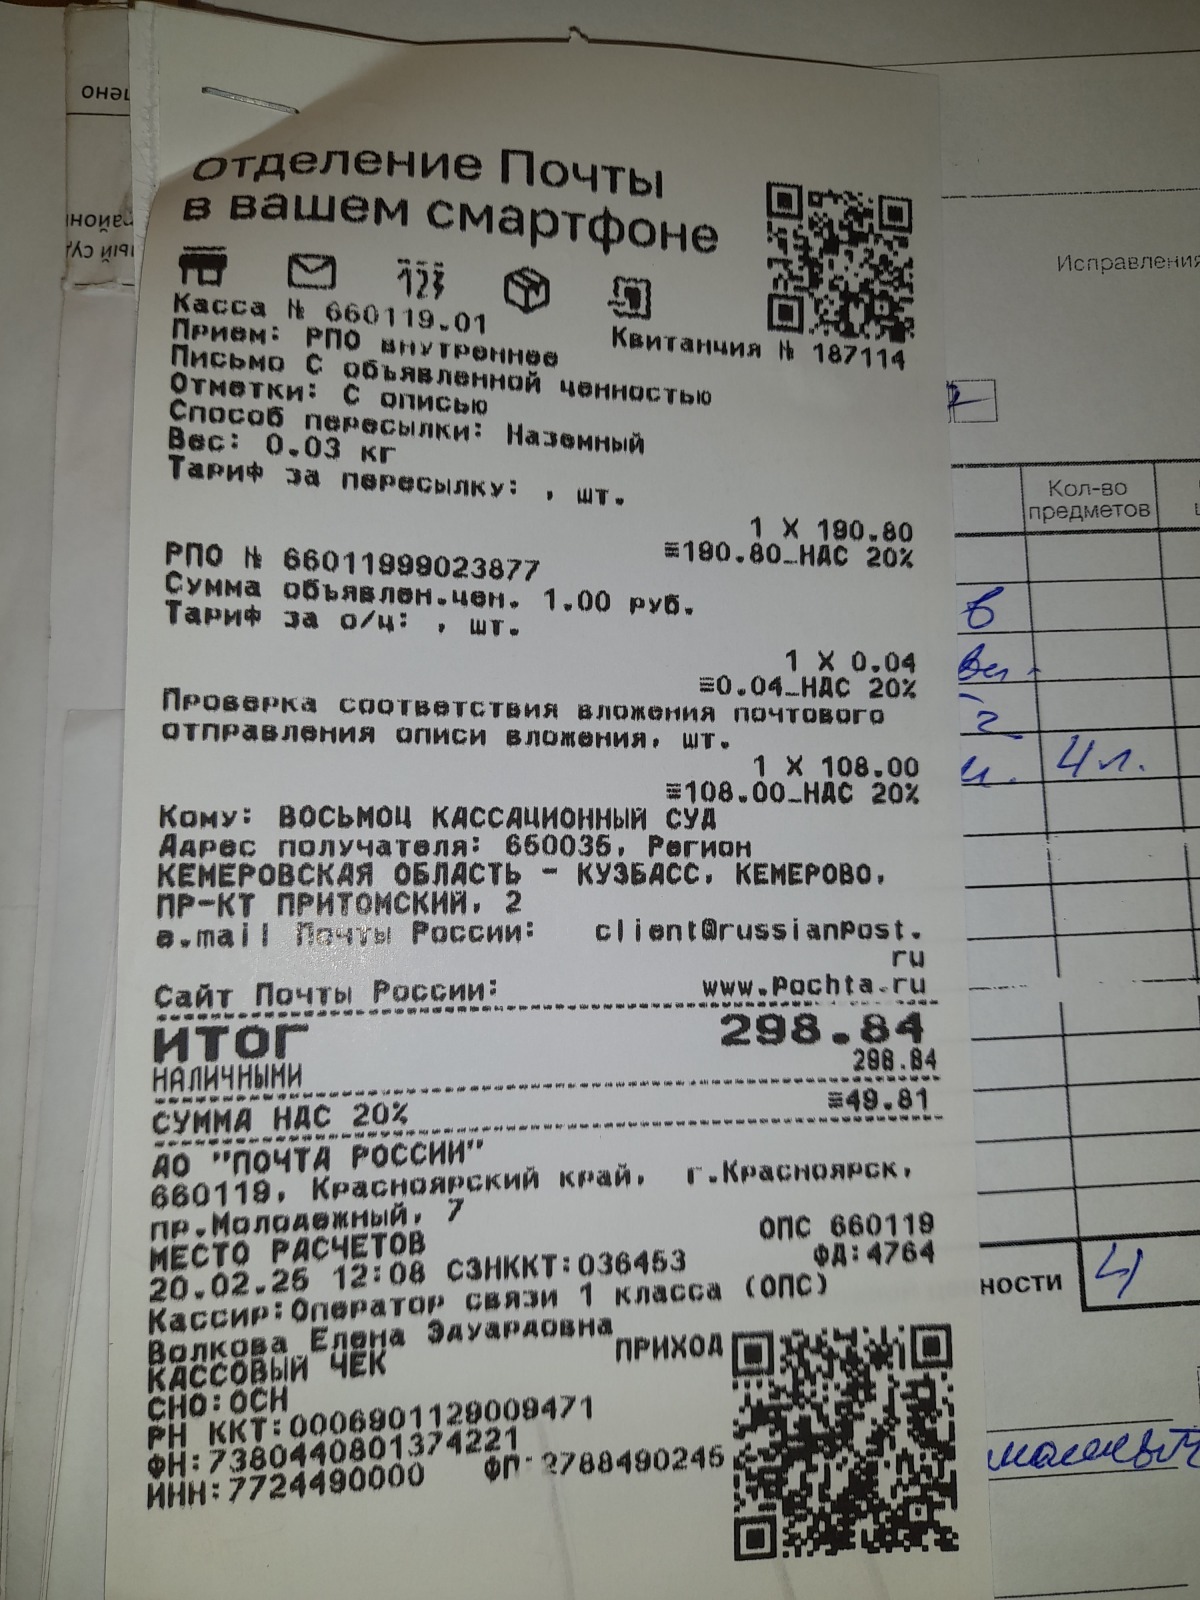 отделение Почты
в вашем смартфоне
Касса № 660119.01
Квитанция № 187114
Прием: РПО внутреннее
Письмо С объявленной ценностью
Отметки: С описью
Способ пересылки: Наземный
Вес: 0.03 кг
Тариф за пересылку: , шт.
1 X 190.80
≡190.80_НДС 20%
РПО № 66011999023877
Сумма объявлен.цен. 1.00 руб.
Тариф за о/ц: , шт.
1 X 0.04
≡0.04_НДС 20%
Проверка соответствия вложения почтового
отправления описи вложения, шт.
1 X 108.00
≡108.00_НДС 20%
Кому: ВОСЬМОЙ КАССАЦИОННЫЙ СУД
Адрес получателя: 650036, Регион
КЕМЕРОВСКАЯ ОБЛАСТЬ - КУЗБАСС, КЕМЕРОВО,
ПР-КТ ПРИТОМСКИЙ, 2
e.mail Почты России: client@russianpost.
ru
Сайт Почты России: www.pochta.ru
ИТОГ 298.84
НАЛИЧНЫМИ 298.84
СУММА НДС 20% ≡49.81
АО "ПОЧТА РОССИИ"
660119, Красноярский край, г.Красноярск,
пр.Молодежный, 7
МЕСТО РАСЧЕТОВ ОПС 660119
20.02.25 12:08 СЗНККТ:036453 ФД:4764
Кассир:Оператор связи 1 класса (ОПС)
Волкова Елена Эдуардовна
КАССОВЫЙ ЧЕК ПРИХОД
СНО:ОСН
РН ККТ:0006901129009471
ФН:7380440801374221
ИНН:7724490000 ФП:2788490245
Исправления
Кол-во
предметов
4 л.
ности 4